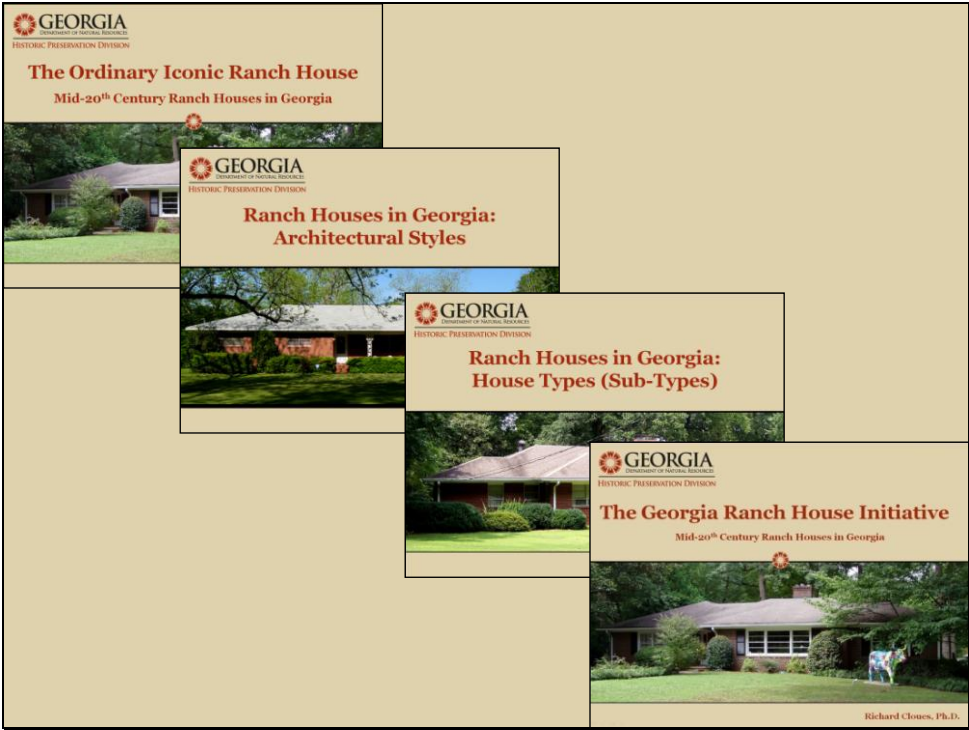 GEORGIA
DEPARTMENT OF NATURAL RESOURCES
HISTORIC PRESERVATION DIVISION
The Ordinary Iconic Ranch House
Mid-20th Century Ranch Houses in Georgia
GEORGIA
DEPARTMENT OF NATURAL RESOURCES
HISTORIC PRESERVATION DIVISION
Ranch Houses in Georgia:
Architectural Styles
GEORGIA
DEPARTMENT OF NATURAL RESOURCES
HISTORIC PRESERVATION DIVISION
Ranch Houses in Georgia:
House Types (Sub-Types)
GEORGIA
DEPARTMENT OF NATURAL RESOURCES
HISTORIC PRESERVATION DIVISION
The Georgia Ranch House Initiative
Mid-20th Century Ranch Houses in Georgia
Richard Cloues, Ph.D.